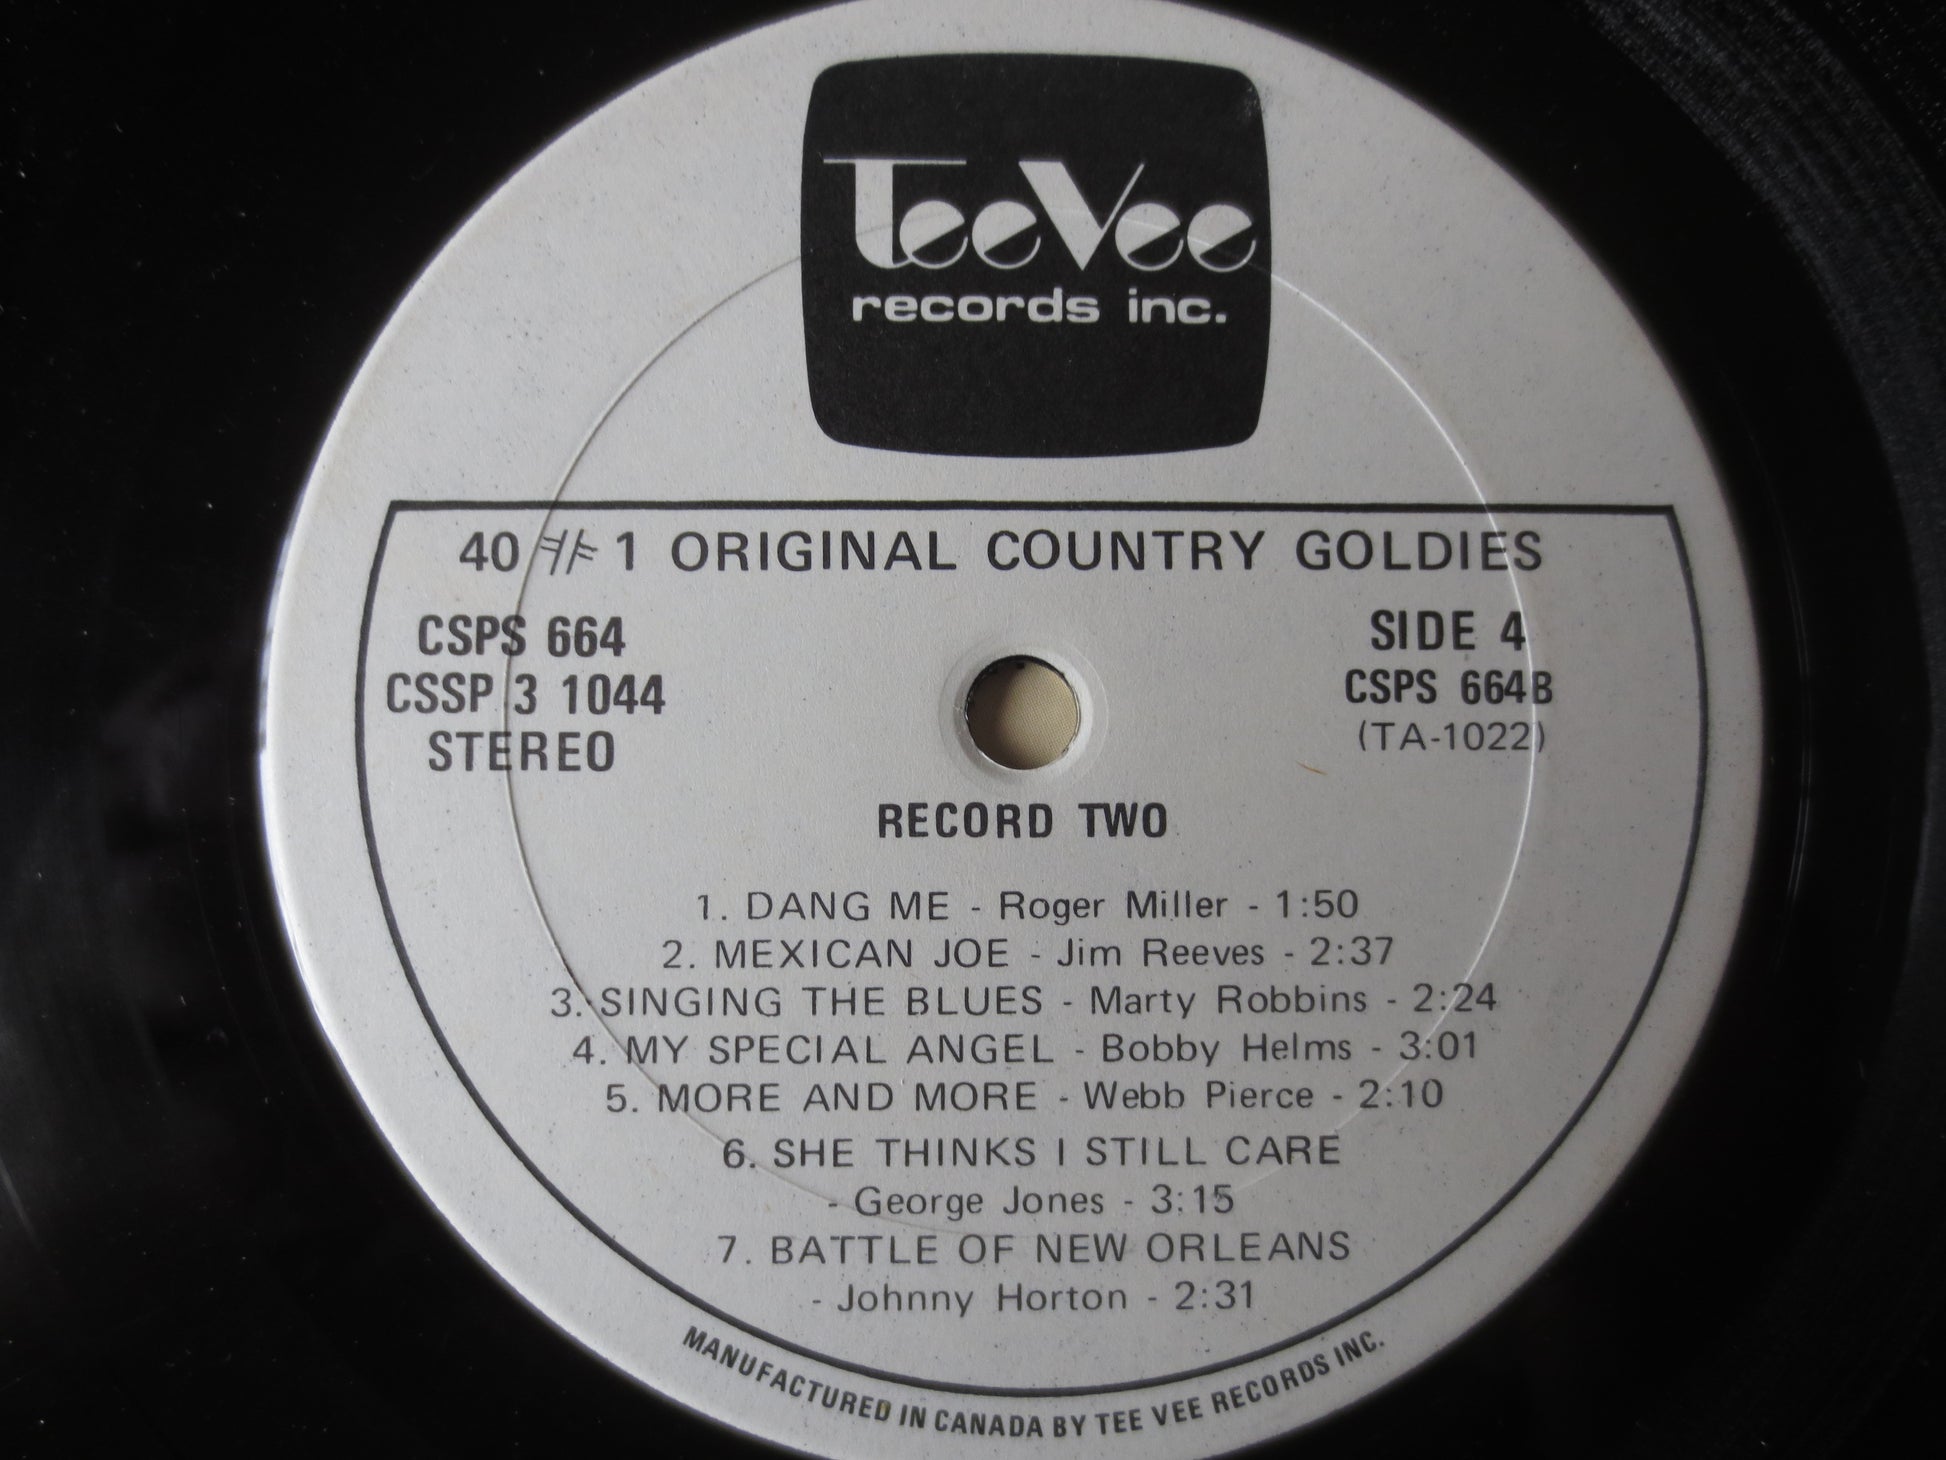 TeeVee
records inc.
40 # 1 ORIGINAL COUNTRY GOLDIES
CSPS 664
CSSP 3 1044
STEREO
SIDE 4
CSPS 664B
(TA-1022)
RECORD TWO
1. DANG ME - Roger Miller - 1:50
2. MEXICAN JOE - Jim Reeves - 2:37
3. SINGING THE BLUES - Marty Robbins - 2:24
4. MY SPECIAL ANGEL - Bobby Helms - 3:01
5. MORE AND MORE - Webb Pierce - 2:10
6. SHE THINKS I STILL CARE
- George Jones - 3:15
7. BATTLE OF NEW ORLEANS
- Johnny Horton - 2:31
MANUFACTURED IN CANADA BY TEE VEE RECORDS INC.